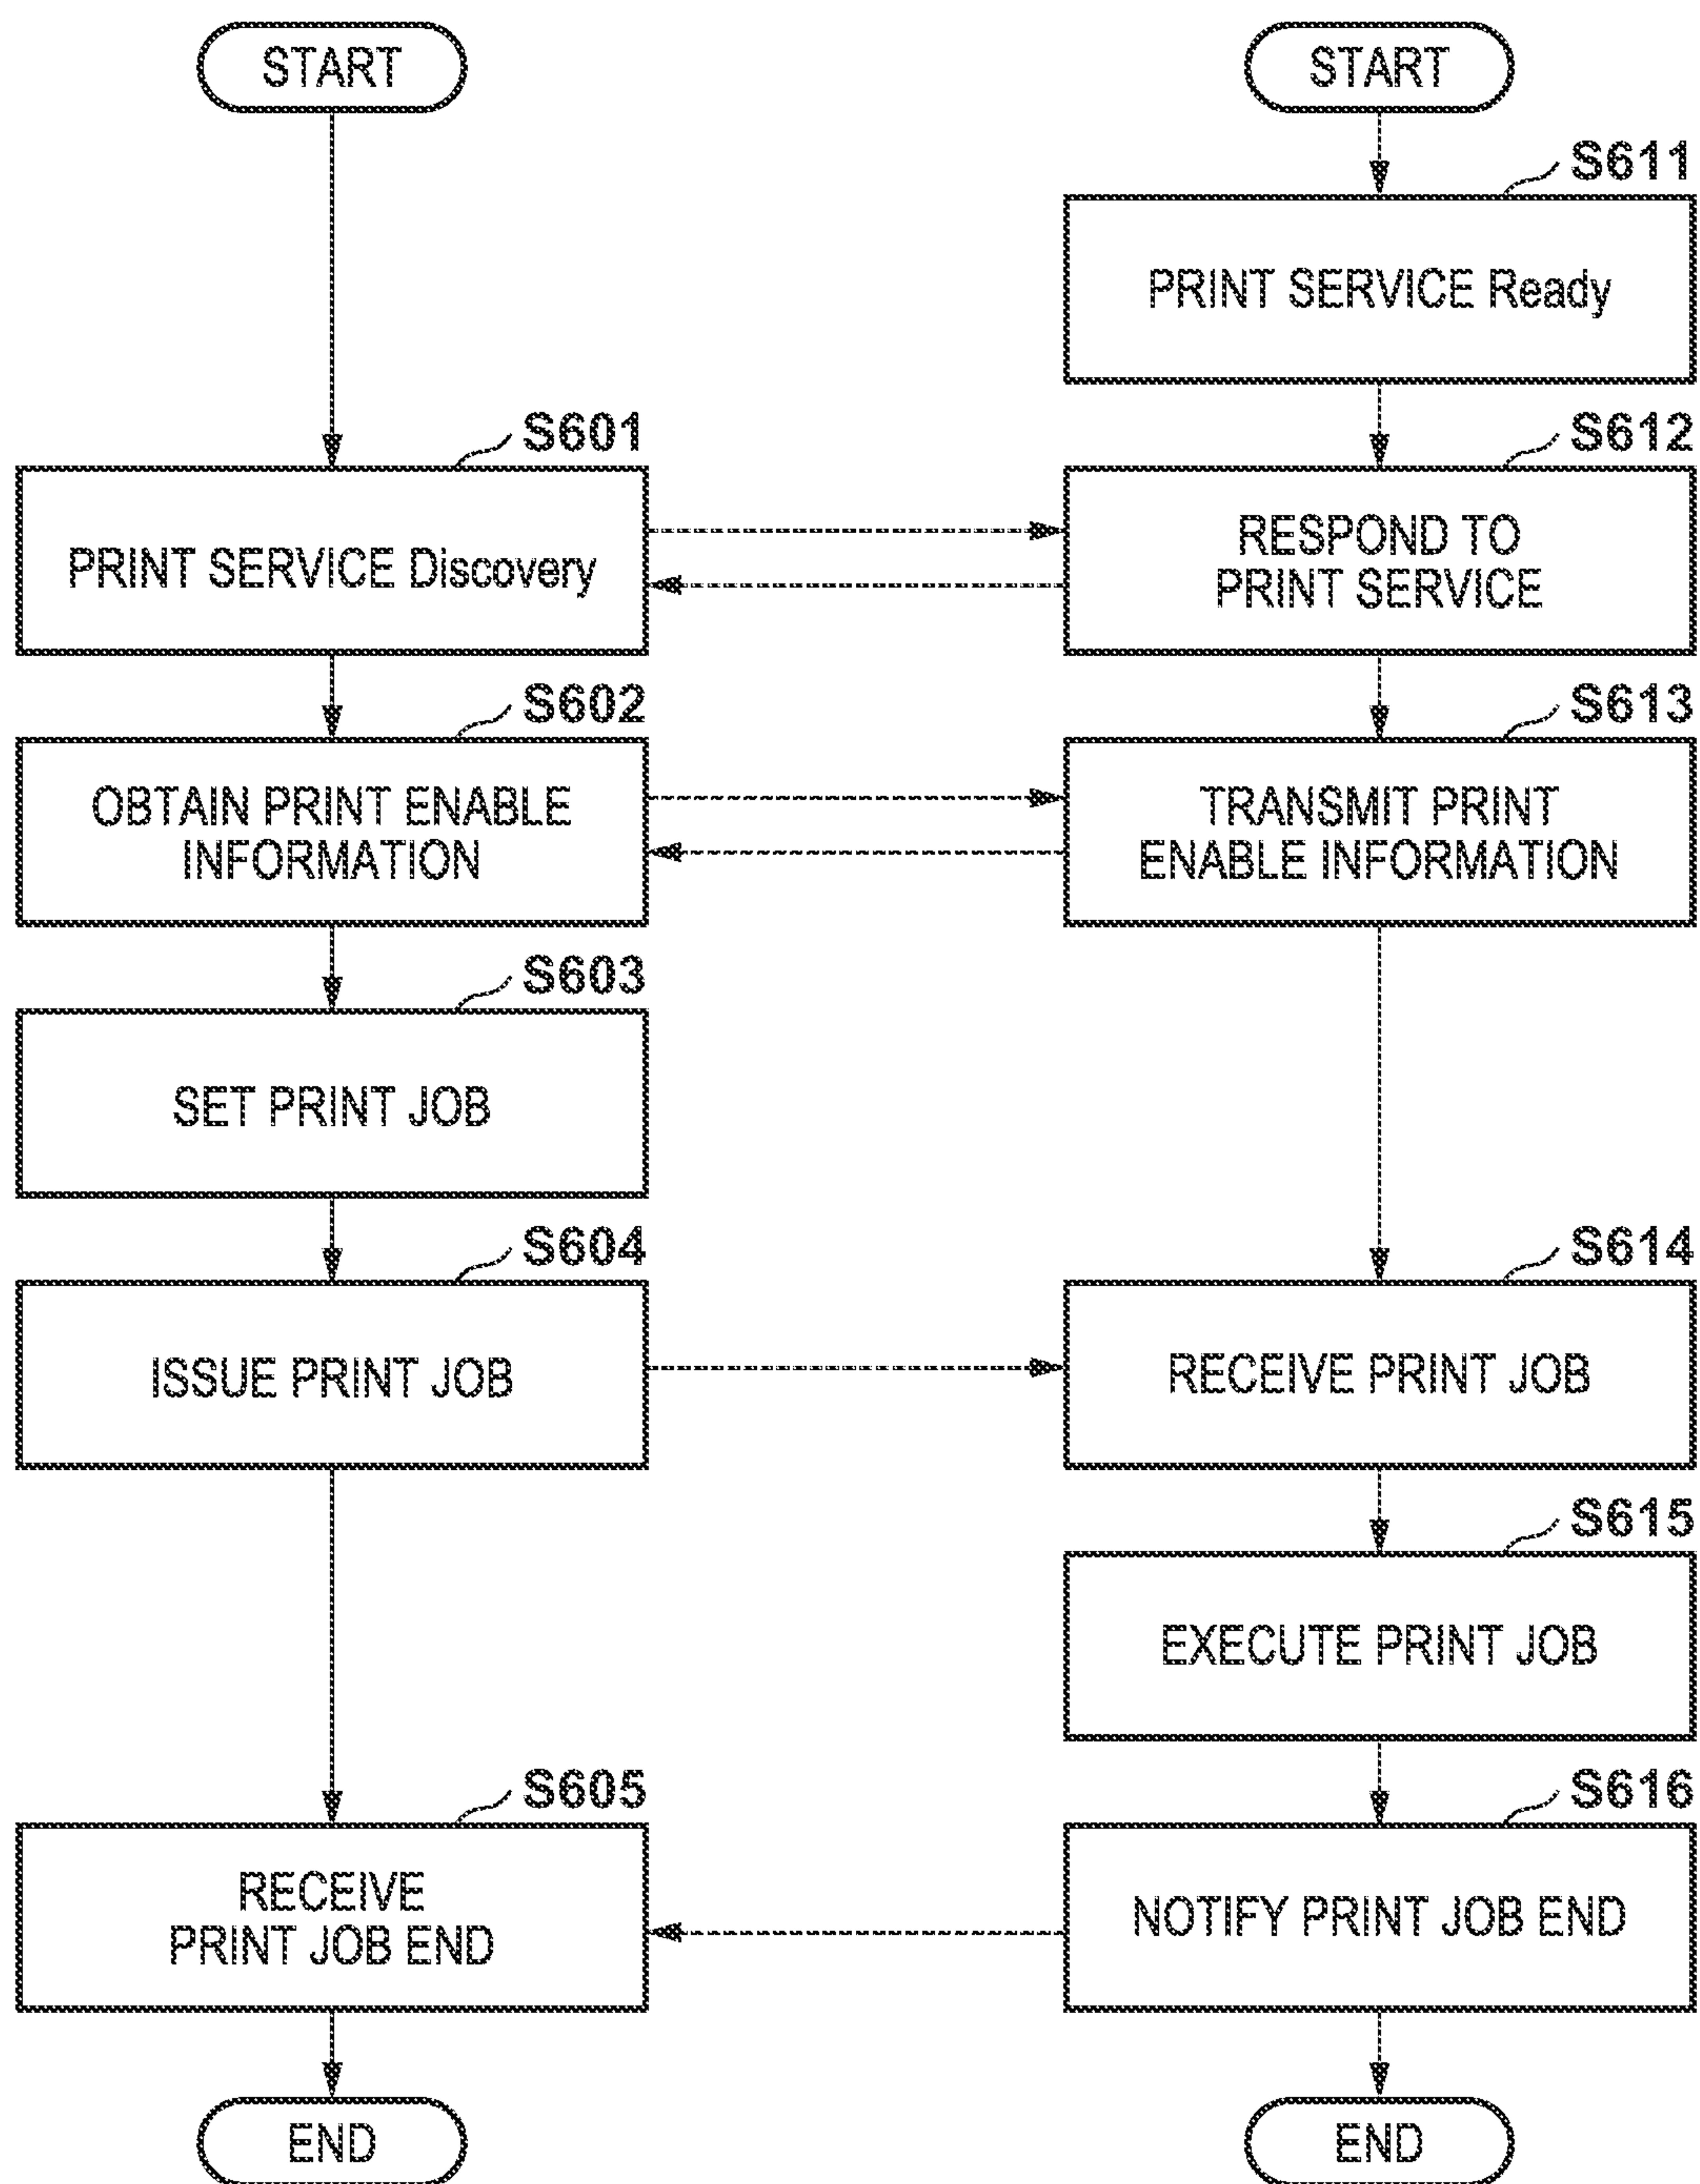 START
START
S611
PRINT SERVICE Ready
S601
S612
PRINT SERVICE Discovery
RESPOND TO
PRINT SERVICE
S602
S613
OBTAIN PRINT ENABLE
INFORMATION
TRANSMIT PRINT
ENABLE INFORMATION
S603
SET PRINT JOB
S604
S614
ISSUE PRINT JOB
RECEIVE PRINT JOB
S615
EXECUTE PRINT JOB
S605
S616
RECEIVE
PRINT JOB END
NOTIFY PRINT JOB END
END
END